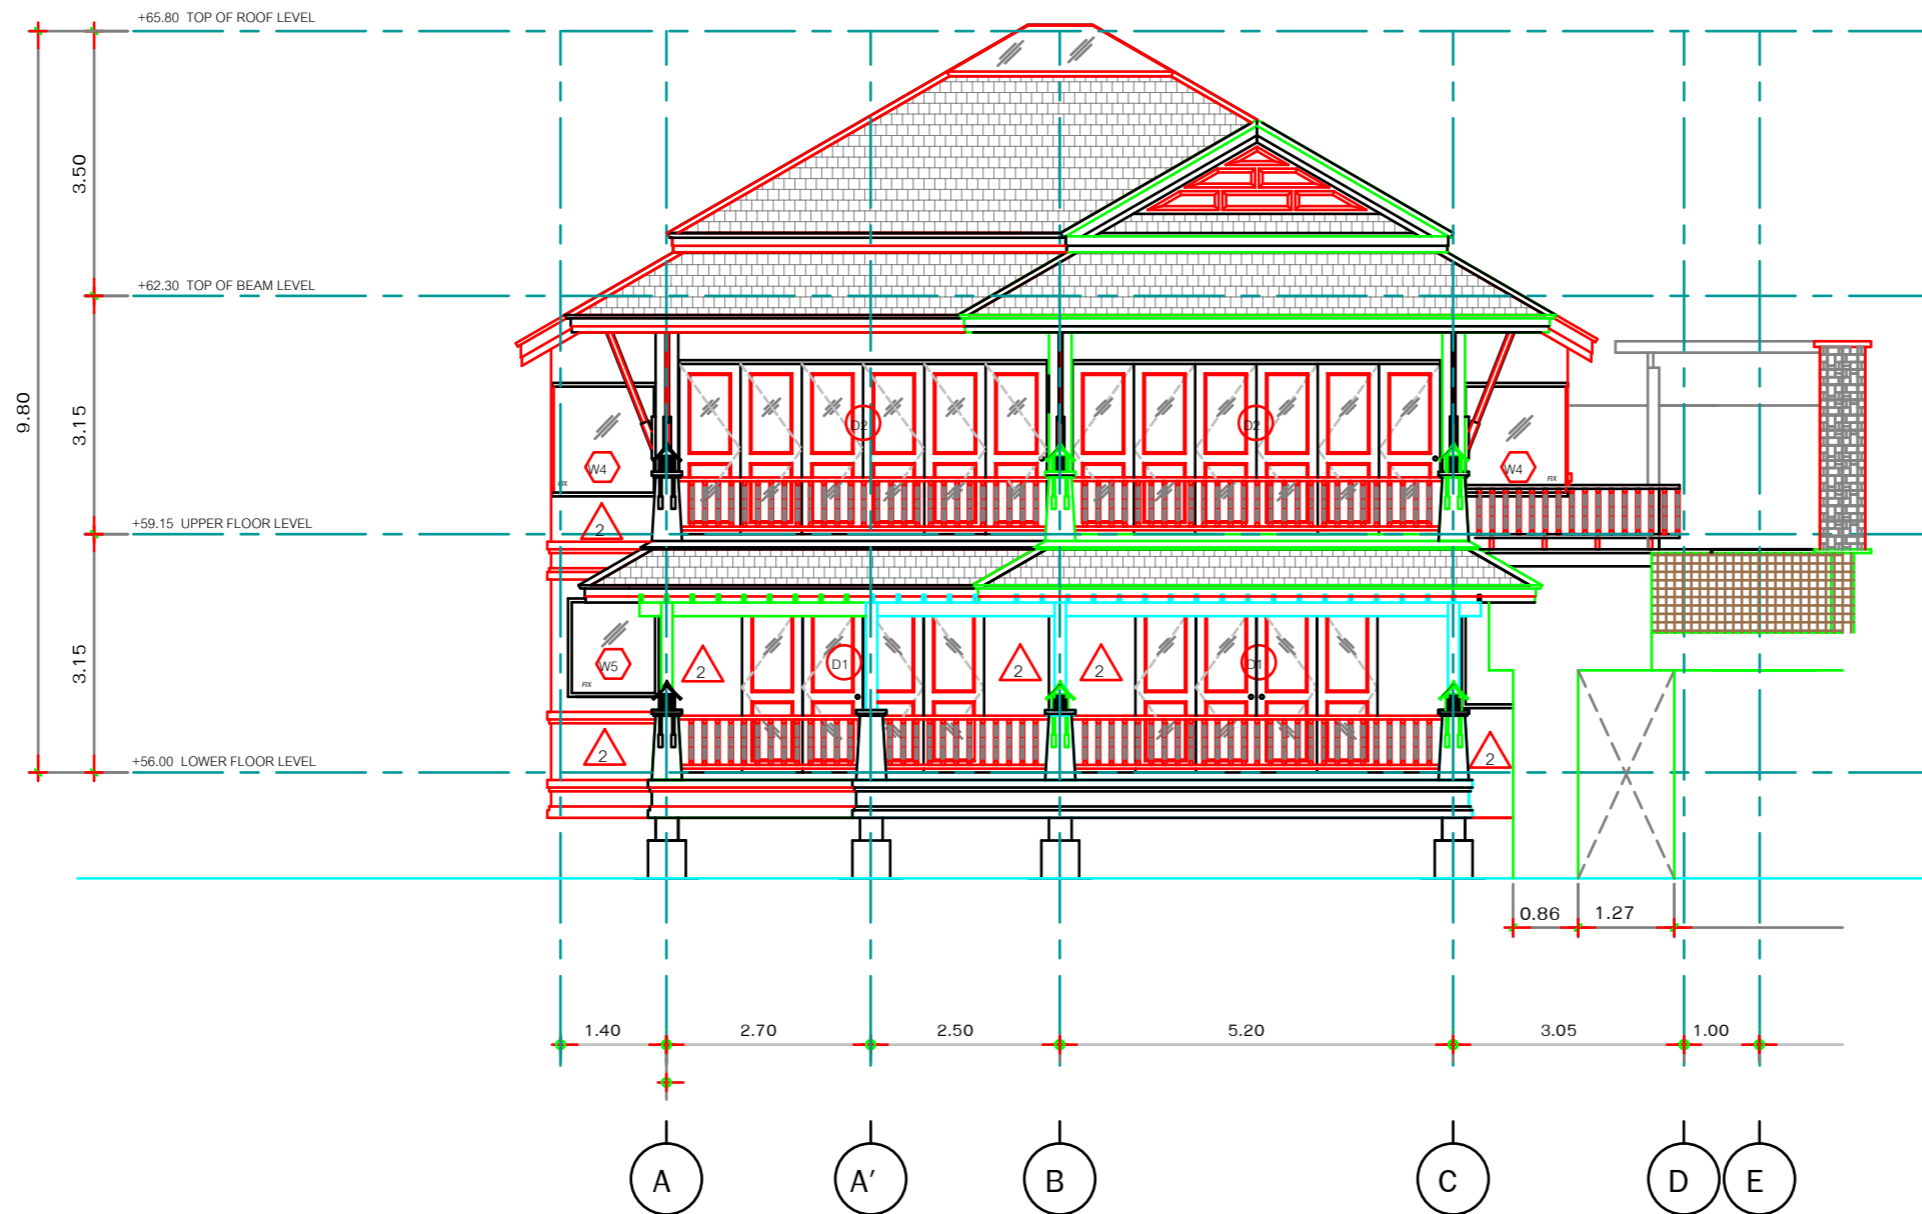 +65.80 TOP OF ROOF LEVEL
3.50
+62.30 TOP OF BEAM LEVEL
9.80
3.15
D2
D2
W4
W4
FIX
FIX
+59.15 UPPER FLOOR LEVEL
2
3.15
W5
FIX
2
D1
2
2
D1
+56.00 LOWER FLOOR LEVEL
2
2
0.86
1.27
1.40
2.70
2.50
5.20
3.05
1.00
A
A'
B
C
D
E